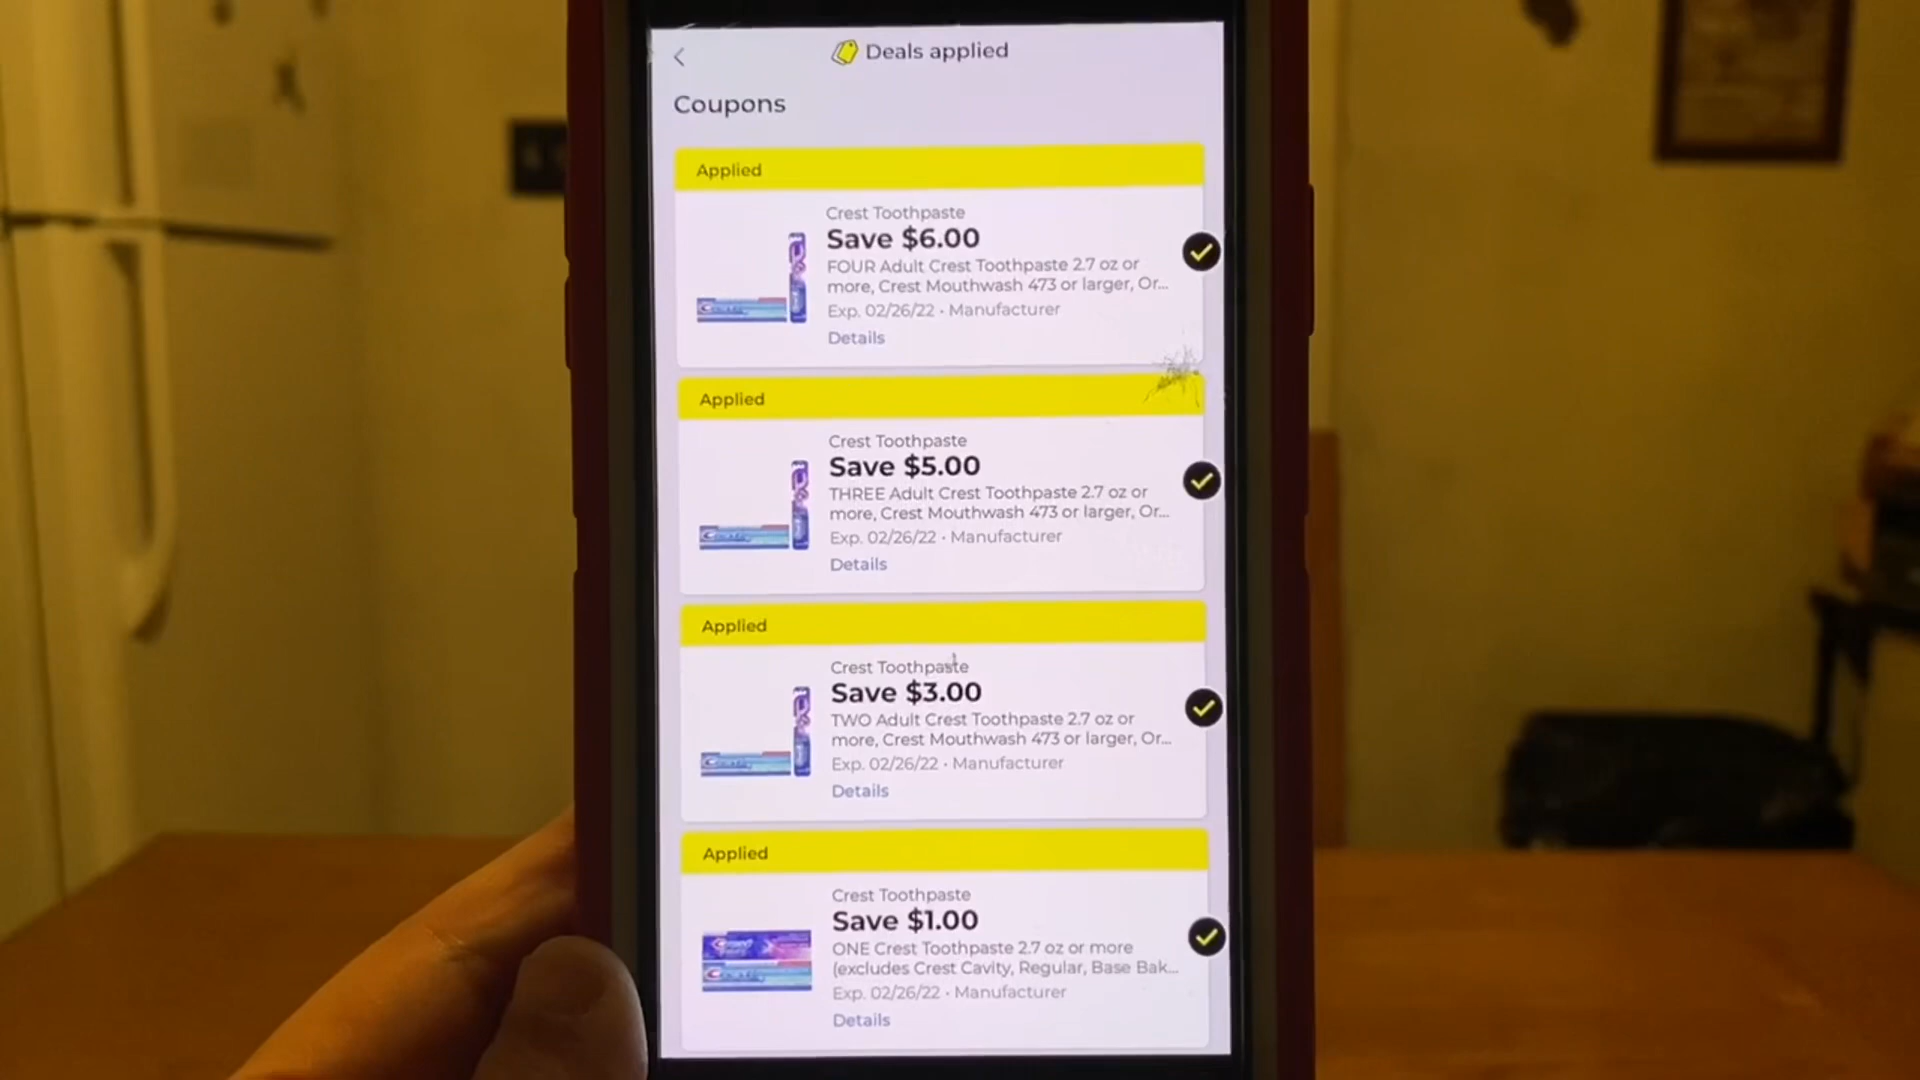 Deals applied
Coupons
Applied
Crest Toothpaste
Save $6.00
FOUR Adult Crest Toothpaste 2.7 oz or
more, Crest Mouthwash 473 or larger, Or...
Exp. 02/26/22 • Manufacturer
Details
Applied
Crest Toothpaste
Save $5.00
THREE Adult Crest Toothpaste 2.7 oz or
more, Crest Mouthwash 473 or larger, Or...
Exp. 02/26/22 • Manufacturer
Details
Applied
Crest Toothpaste
Save $3.00
TWO Adult Crest Toothpaste 2.7 oz or
more, Crest Mouthwash 473 or larger, Or...
Exp. 02/26/22 • Manufacturer
Details
Applied
Crest Toothpaste
Save $1.00
ONE Crest Toothpaste 2.7 oz or more
(excludes Crest Cavity, Regular, Base Bak...
Exp. 02/26/22 • Manufacturer
Details